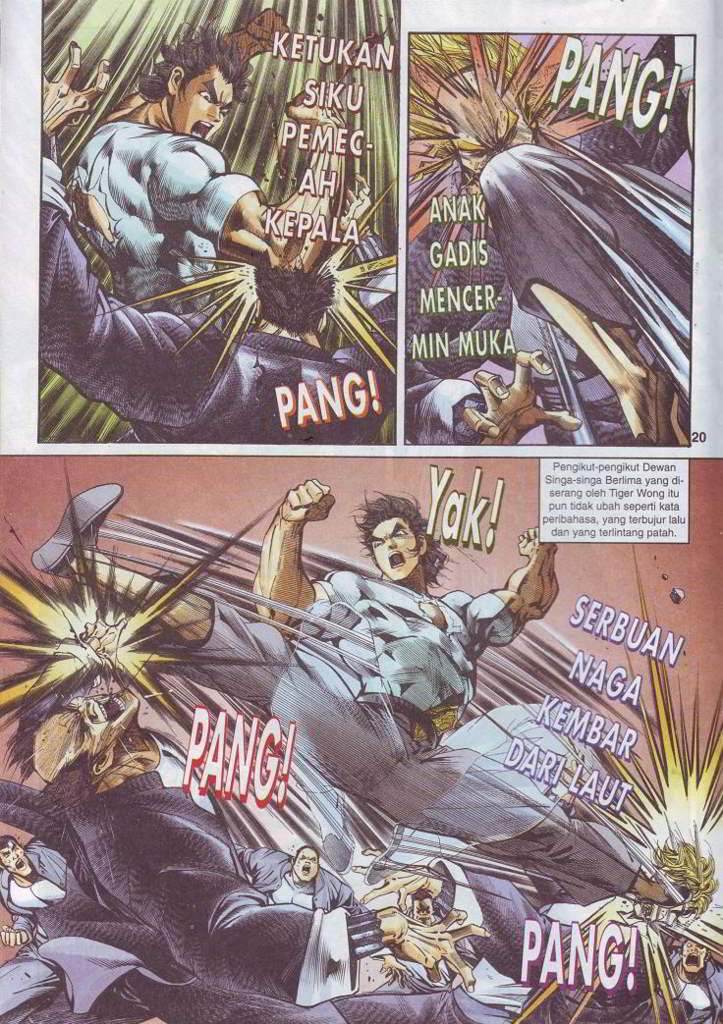 KETUKAN
SIKU
PEMEC-
AH
KEPALA
PANG!
PANG!
ANAK
GADIS
MENCER-
MIN MUKA
20
Yak!
Pengikut-pengikut Dewan
Singa-singa Berlima yang di-
serang oleh Tiger Wong itu
pun tidak ubah seperti kata
peribahasa, yang terbujur lalu
dan yang terlintang patah.
SERBUAN
NAGA
KEMBAR
DARI LAUT
PANG!
PANG!